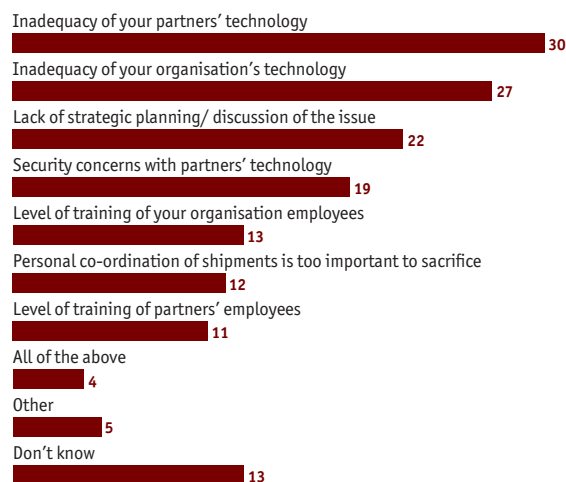 Inadequacy of your partners’ technology
30
Inadequacy of your organisation’s technology
27
Lack of strategic planning/ discussion of the issue
22
Security concerns with partners’ technology
19
Level of training of your organisation employees
13
Personal co-ordination of shipments is too important to sacrifice
12
Level of training of partners’ employees
11
All of the above
4
Other
5
Don’t know
13